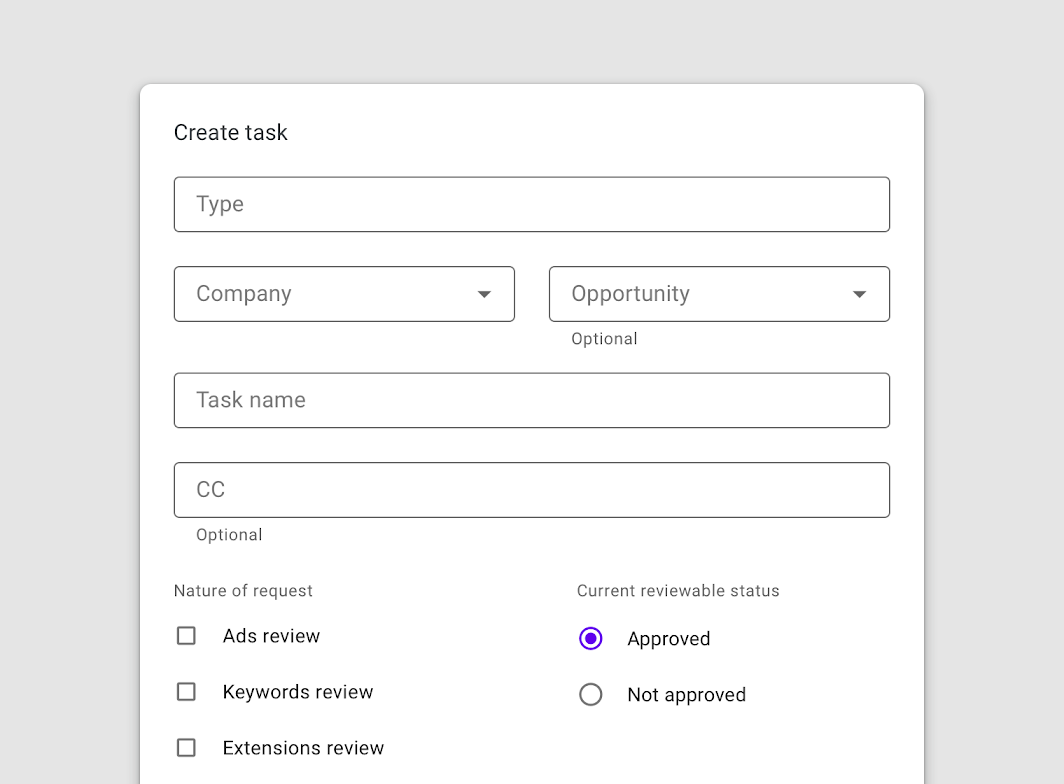 Create task
Type
Company
Opportunity
Optional
Task name
CC
Optional
Nature of request
Ads review
Keywords review
Extensions review
Current reviewable status
Approved
Not approved